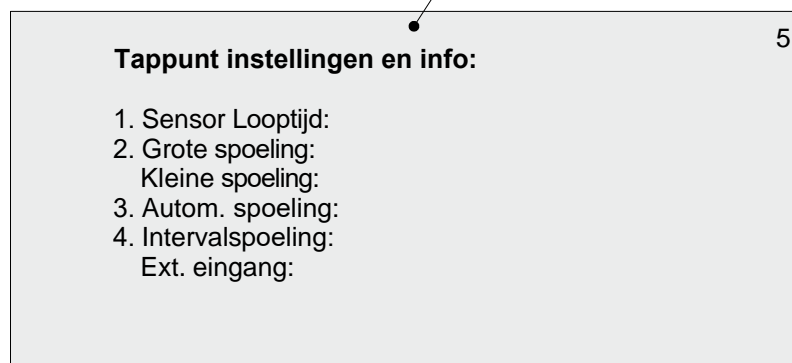 5
Tappunt instellingen en info:
1. Sensor Looptijd:
2. Grote spoeling:
Kleine spoeling:
3. Autom. spoeling:
4. Intervalspoeling:
Ext. eingang: